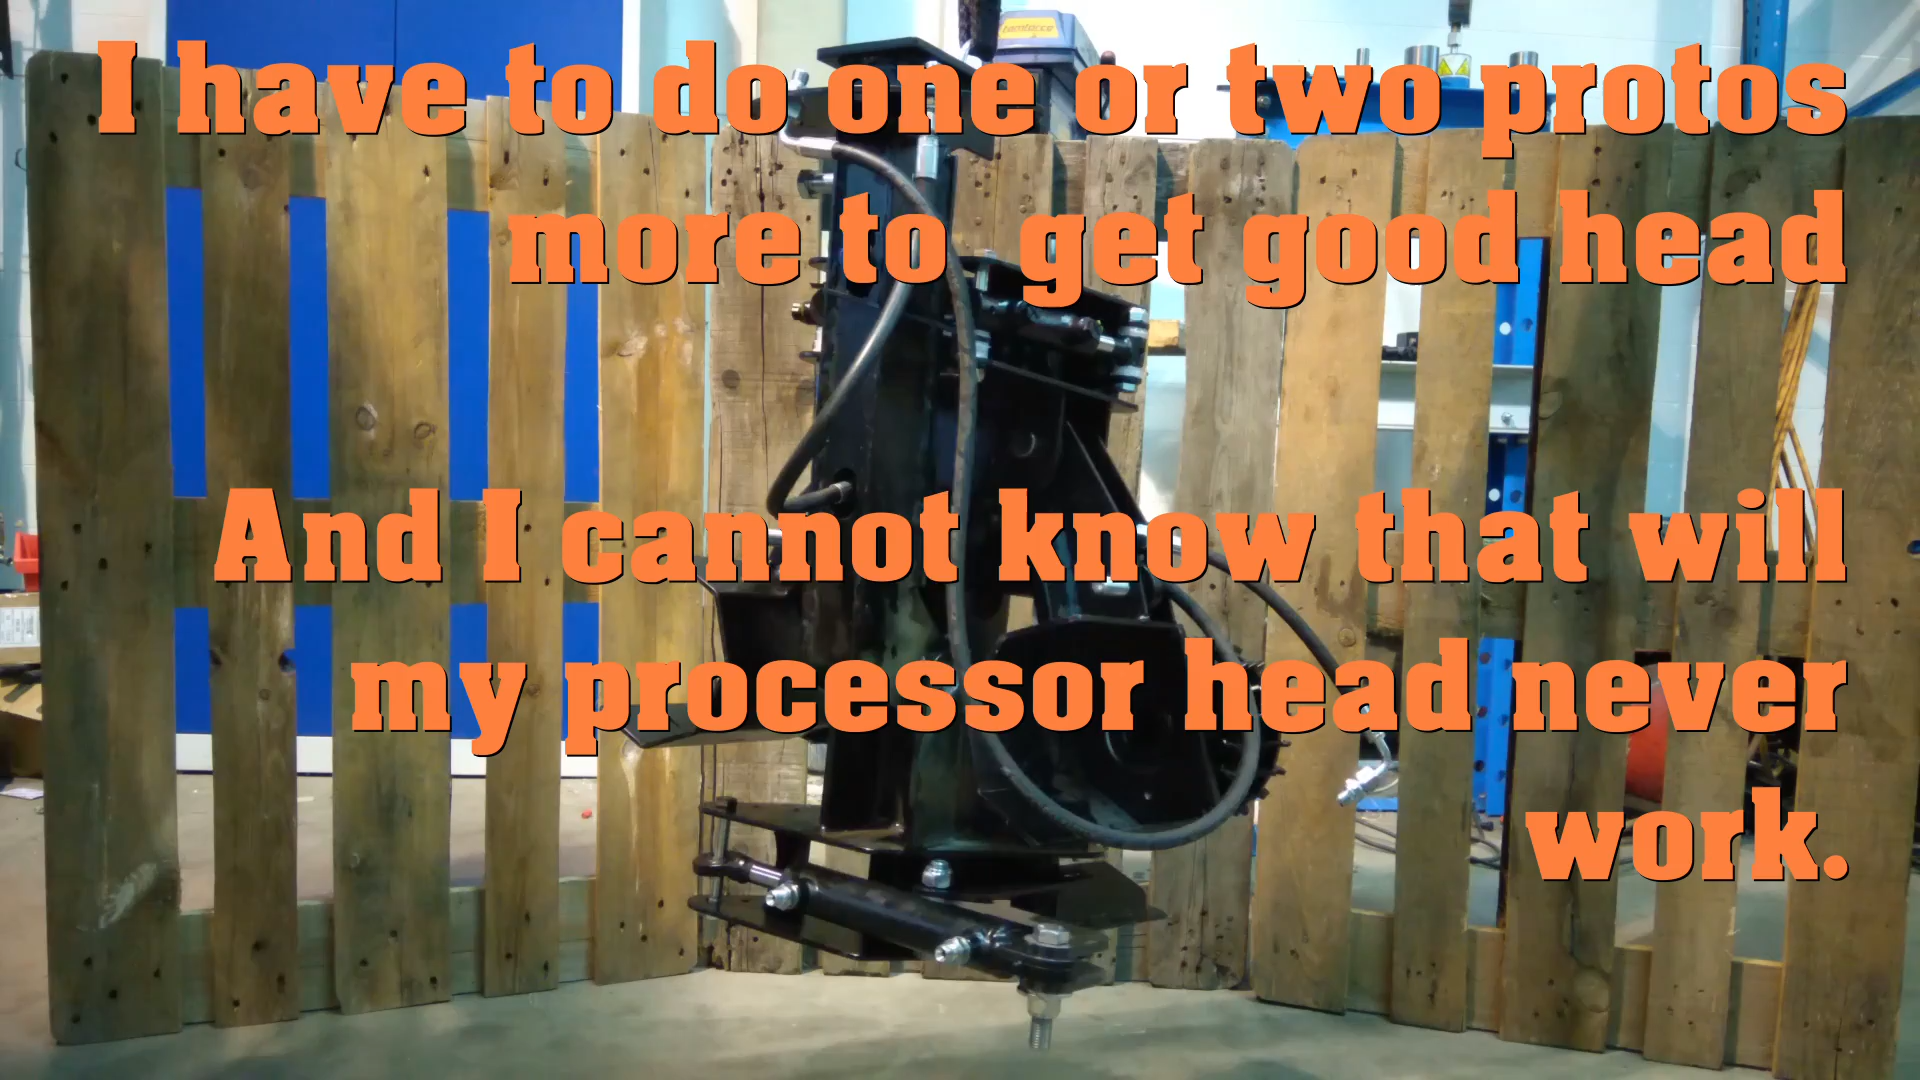 temforce
I have to do one or two protos
more to get good head
And I cannot know that will
my processor head never
work.